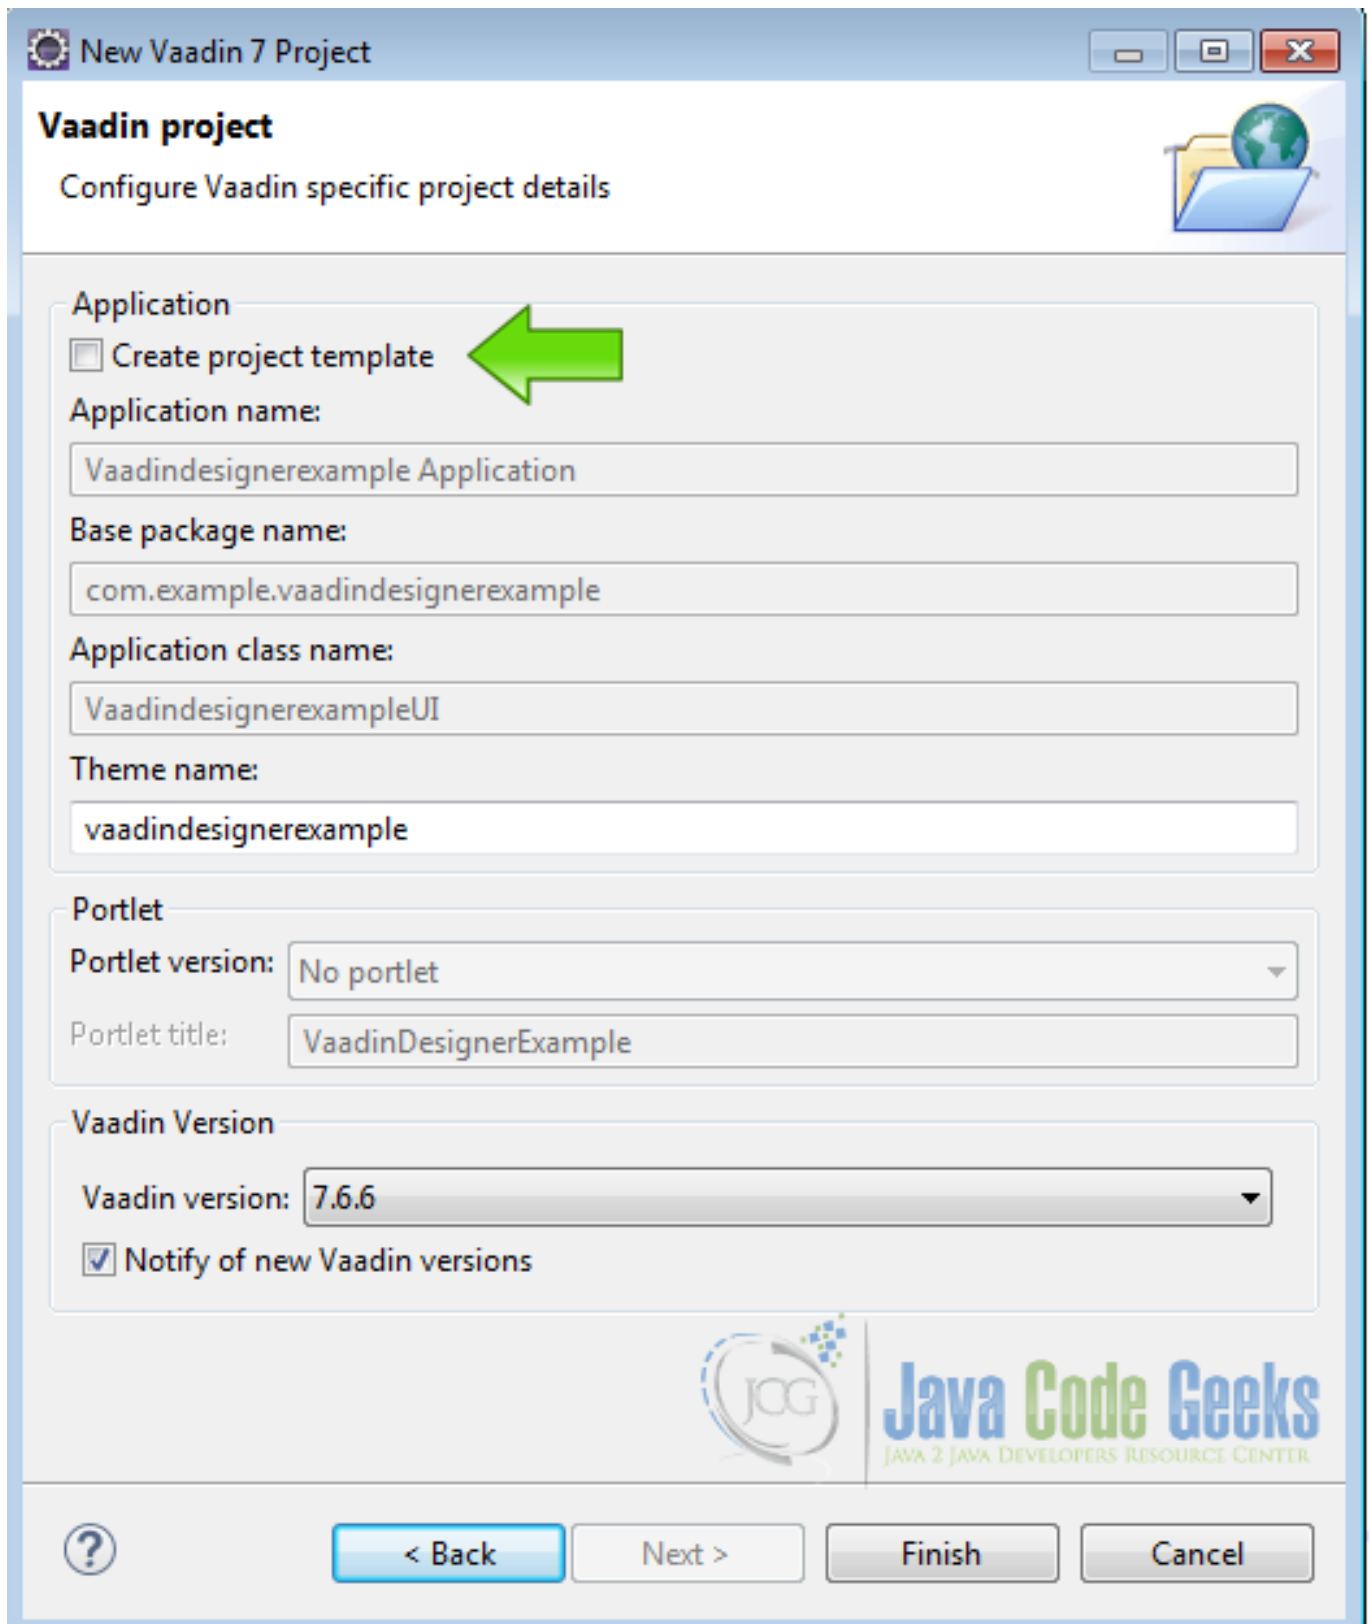 New Vaadin 7 Project
Vaadin project
Configure Vaadin specific project details
Application
Create project template
Application name:
Vaadindesignerexample Application
Base package name:
com.example.vaadindesignerexample
Application class name:
VaadindesignerexampleUI
Theme name:
vaadindesignerexample
Portlet
Portlet version: No portlet
Portlet title: VaadinDesignerExample
Vaadin Version
Vaadin version: 7.6.6
Notify of new Vaadin versions
JCG
Java Code Geeks
JAVA 2 JAVA DEVELOPERS RESOURCE CENTER
? < Back Next > Finish Cancel